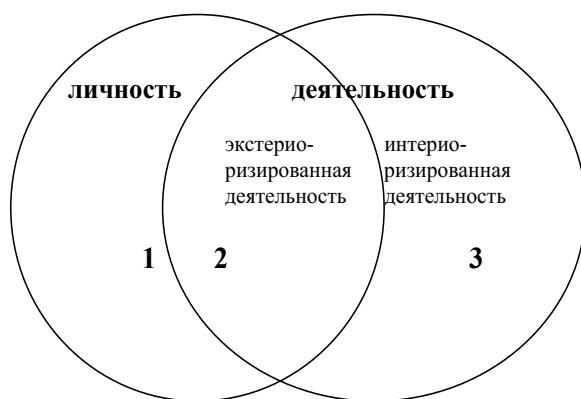 личность деятельность
экстерио- интерио-
ризированная ризированная
деятельность деятельность
1 2 3